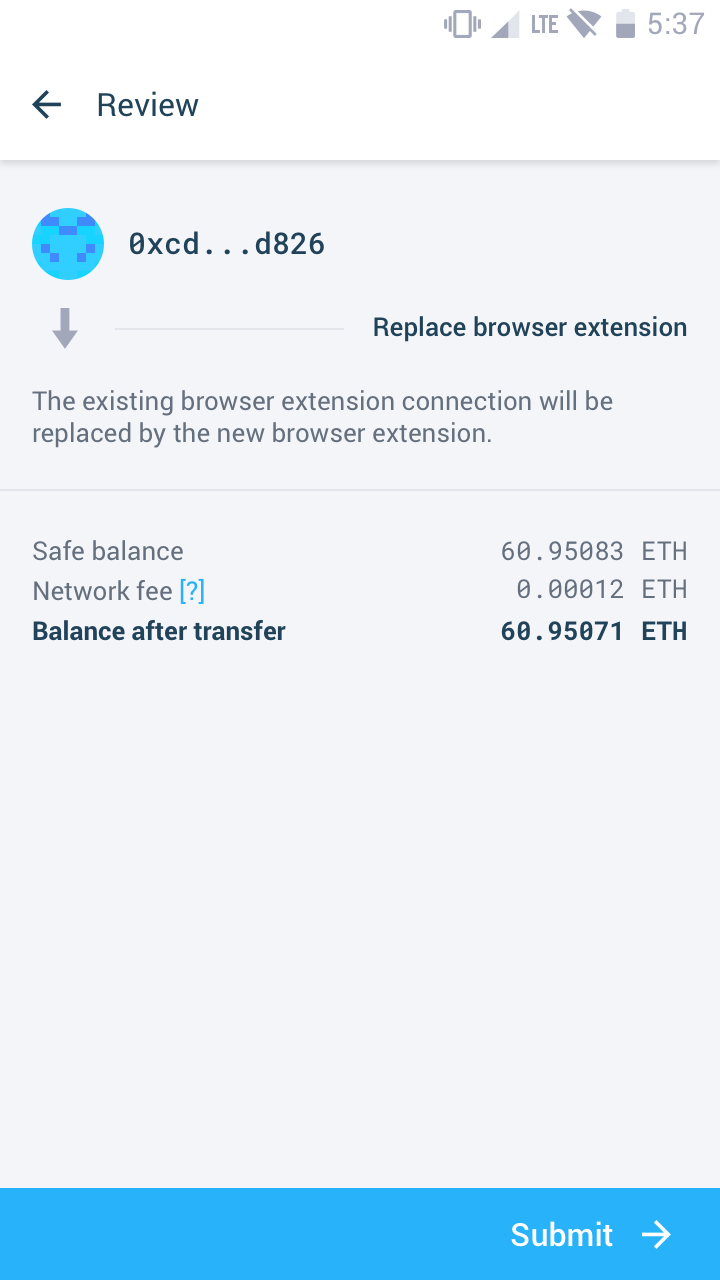 LTE 5:37
Review
0xcd...d826
Replace browser extension
The existing browser extension connection will be
replaced by the new browser extension.
Safe balance 60.95083 ETH
Network fee [?] 0.00012 ETH
Balance after transfer 60.95071 ETH
Submit